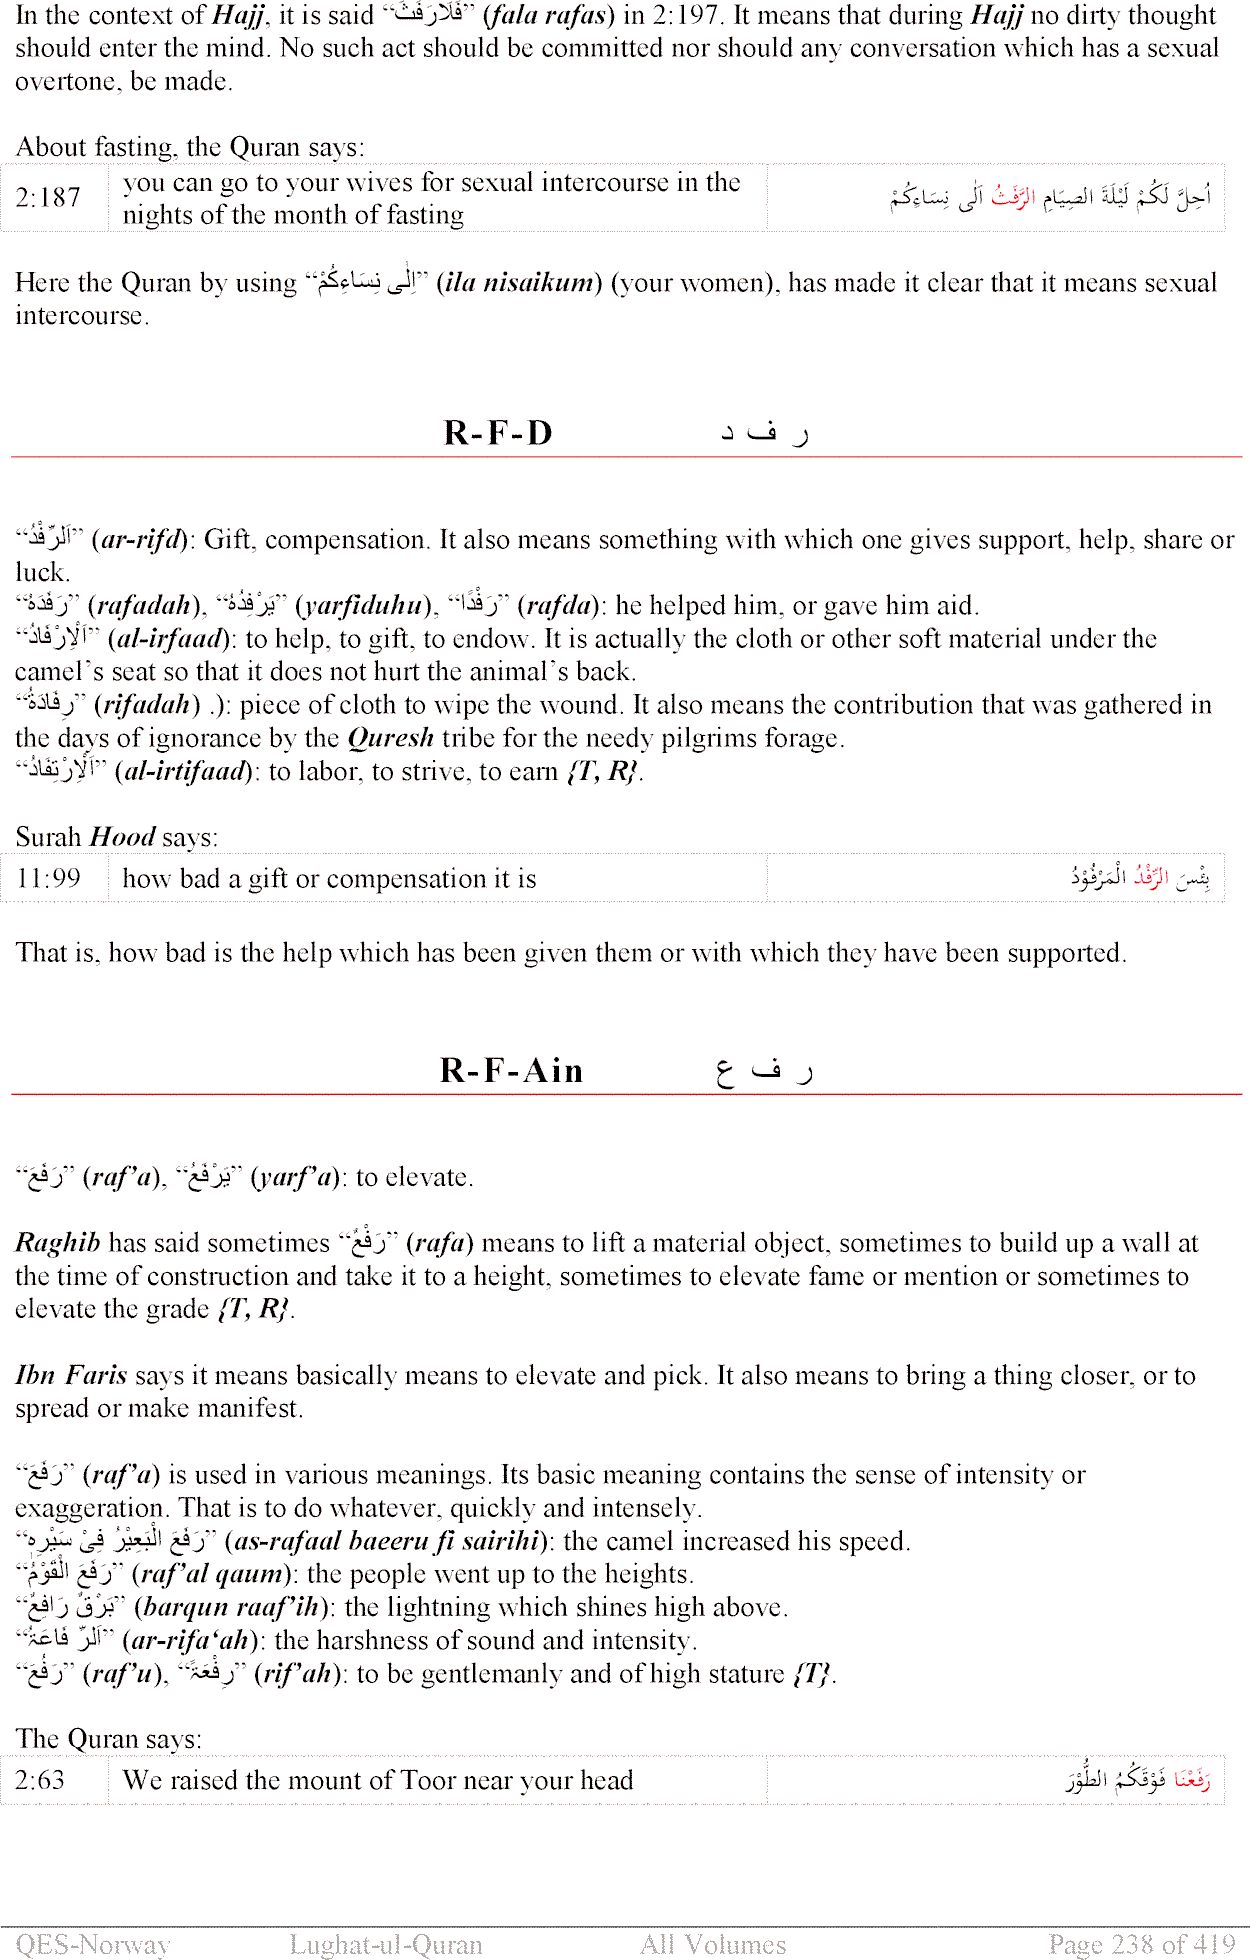 In the context of Hajj, it is said “فَلَارَفَثَ” (fala rafas) in 2:197. It means that during Hajj no dirty thought
should enter the mind. No such act should be committed nor should any conversation which has a sexual
overtone, be made.
About fasting, the Quran says:
2:187 you can go to your wives for sexual intercourse in the
nights of the month of fasting
اُحِلَّ لَكُمْ لَيْلَةَ الصِيَامِ الرَّفَثُ اَلٰى نِسَاءِكُمْ
Here the Quran by using “اِلٰى نِسَاءِكُمْ” (ila nisaikum) (your women), has made it clear that it means sexual
intercourse.
R-F-D ر ف د
“اَلرِّفْدُ” (ar-rifd): Gift, compensation. It also means something with which one gives support, help, share or
luck.
“رَفَدَهُ” (rafadah), “يَرْفِدُهُ” (yarfiduhu), “رَفْدًا” (rafda): he helped him, or gave him aid.
“اَلْاِرْفَادُ” (al-irfaad): to help, to gift, to endow. It is actually the cloth or other soft material under the
camel’s seat so that it does not hurt the animal’s back.
“رِفَادَةُ” (rifadah) .): piece of cloth to wipe the wound. It also means the contribution that was gathered in
the days of ignorance by the Quresh tribe for the needy pilgrims forage.
“اَلْاِرْتِفَادُ” (al-irtifaad): to labor, to strive, to earn {T, R}.
Surah Hood says:
11:99 how bad a gift or compensation it is بِئْسَ الرِّفْدُ الْمَرْفُوْدُ
That is, how bad is the help which has been given them or with which they have been supported.
R-F-Ain ر ف ع
“رَفَعَ” (raf’a), “يَرْفَعُ” (yarf’a): to elevate.
Raghib has said sometimes “رَفْعٌ” (rafa) means to lift a material object, sometimes to build up a wall at
the time of construction and take it to a height, sometimes to elevate fame or mention or sometimes to
elevate the grade {T, R}.
Ibn Faris says it means basically means to elevate and pick. It also means to bring a thing closer, or to
spread or make manifest.
“رَفَعَ” (raf’a) is used in various meanings. Its basic meaning contains the sense of intensity or
exaggeration. That is to do whatever, quickly and intensely.
“رَفَعَ الْبَعِيْرُ فِىْ سَيْرِهٖ” (as-rafaal baeeru fi sairihi): the camel increased his speed.
“رَفَعَ الْقَوْمُ” (raf’al qaum): the people went up to the heights.
“بَرْقٌ رَافِعٌ” (barqun raaf’ih): the lightning which shines high above.
“اَلرِّ فَاعَۃُ” (ar-rifa‘ah): the harshness of sound and intensity.
“رَفُعَ” (raf’u), “رِفْعَۃً” (rif’ah): to be gentlemanly and of high stature {T}.
The Quran says:
2:63 We raised the mount of Toor near your head رَفَعْنَا فَوْقَكُمُ الطُّوْرَ
QES-Norway Lughat-ul-Quran All Volumes Page 238 of 419